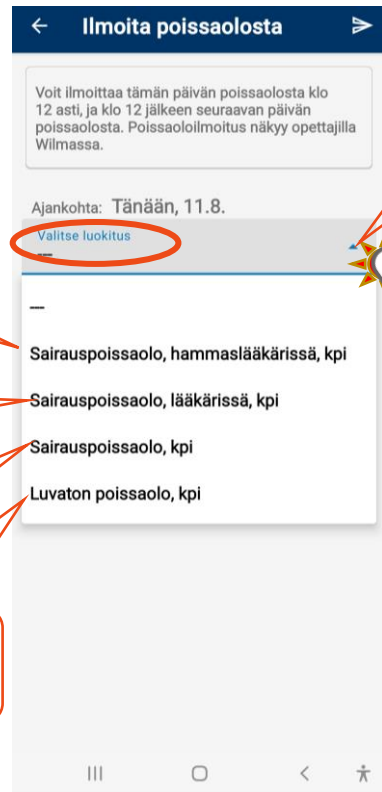 Ilmoita poissaolosta
Voit ilmoittaa tämän päivän poissaolosta klo
12 asti, ja klo 12 jälkeen seuraavan päivän
poissaolosta. Poissaoloilmoitus näkyy opettajilla
Wilmassa.
Ajankohta: Tänään, 11.8.
Valitse luokitus
---
---
Sairauspoissaolo, hammaslääkärissä, kpi
Sairauspoissaolo, lääkärissä, kpi
Sairauspoissaolo, kpi
Luvaton poissaolo, kpi